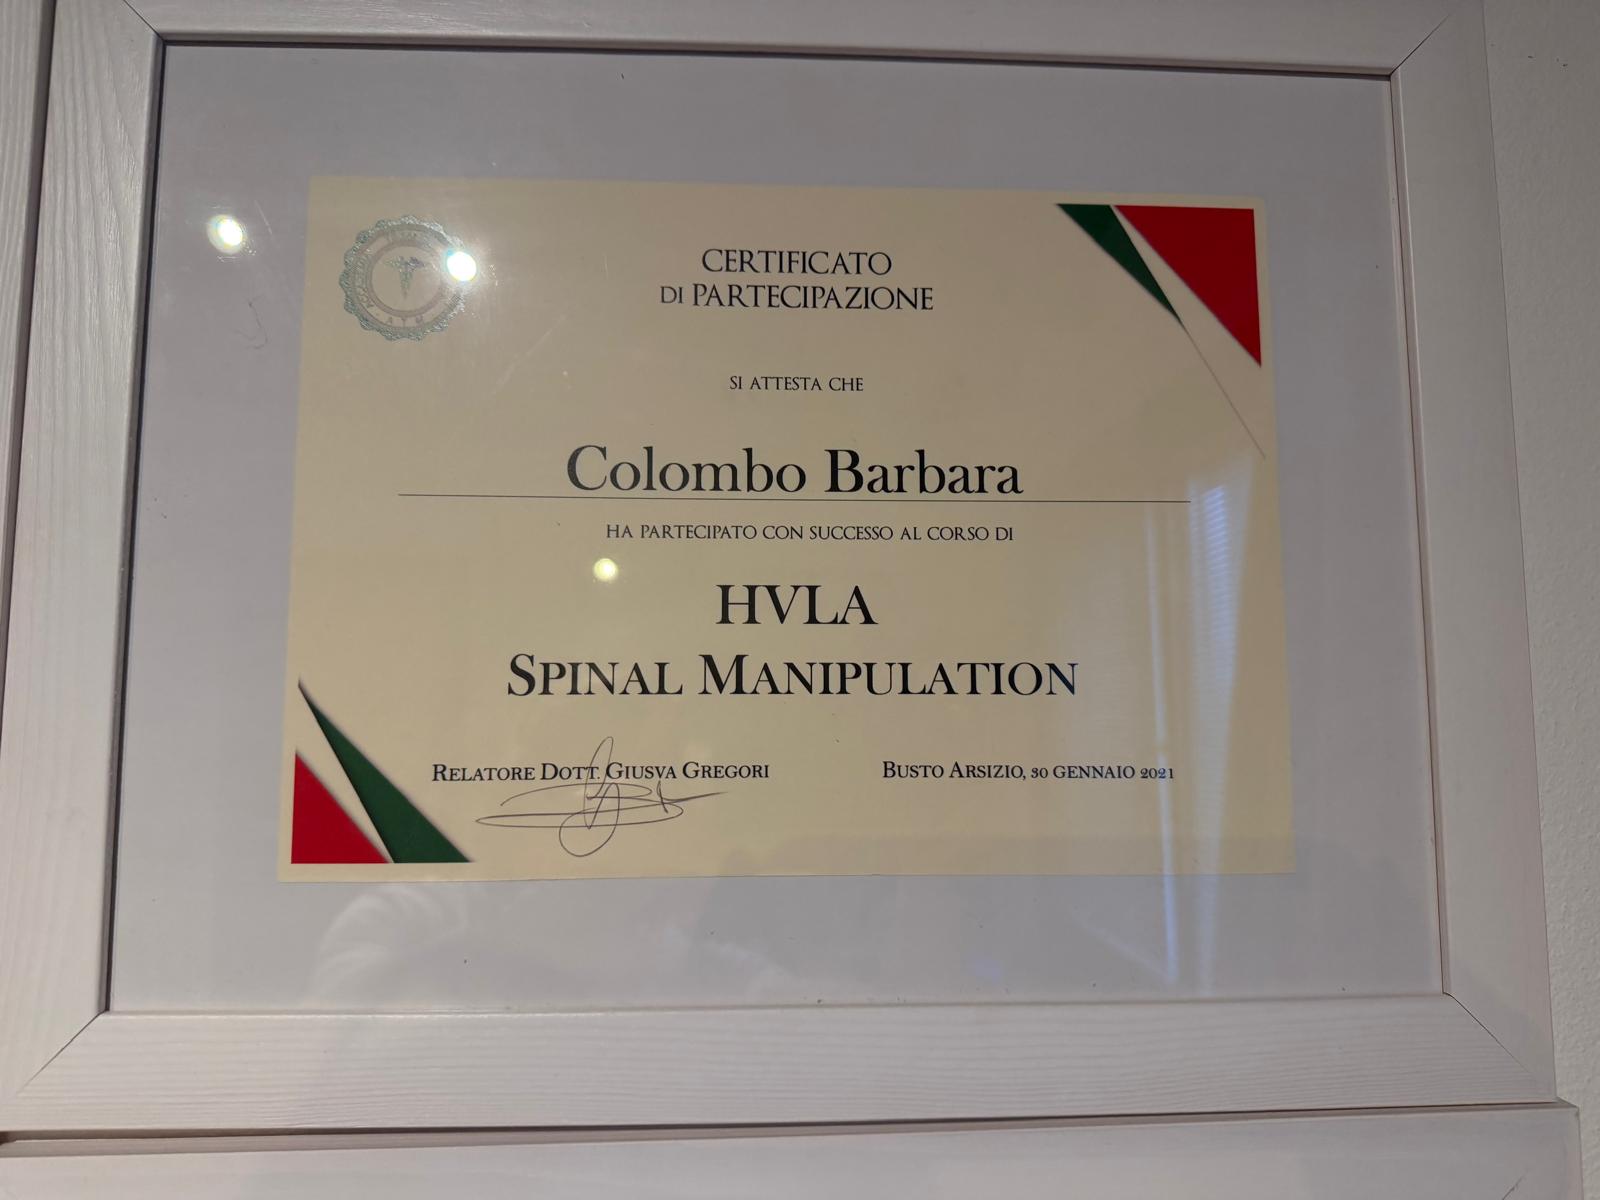 CERTIFICATO
DI PARTECIPAZIONE
SI ATTESTA CHE
Colombo Barbara
HA PARTECIPATO CON SUCCESSO AL CORSO DI
HVLA
SPINAL MANIPULATION
RELATORE DOTT. GIUSVA GREGORI
BUSTO ARSIZIO, 30 GENNAIO 2021